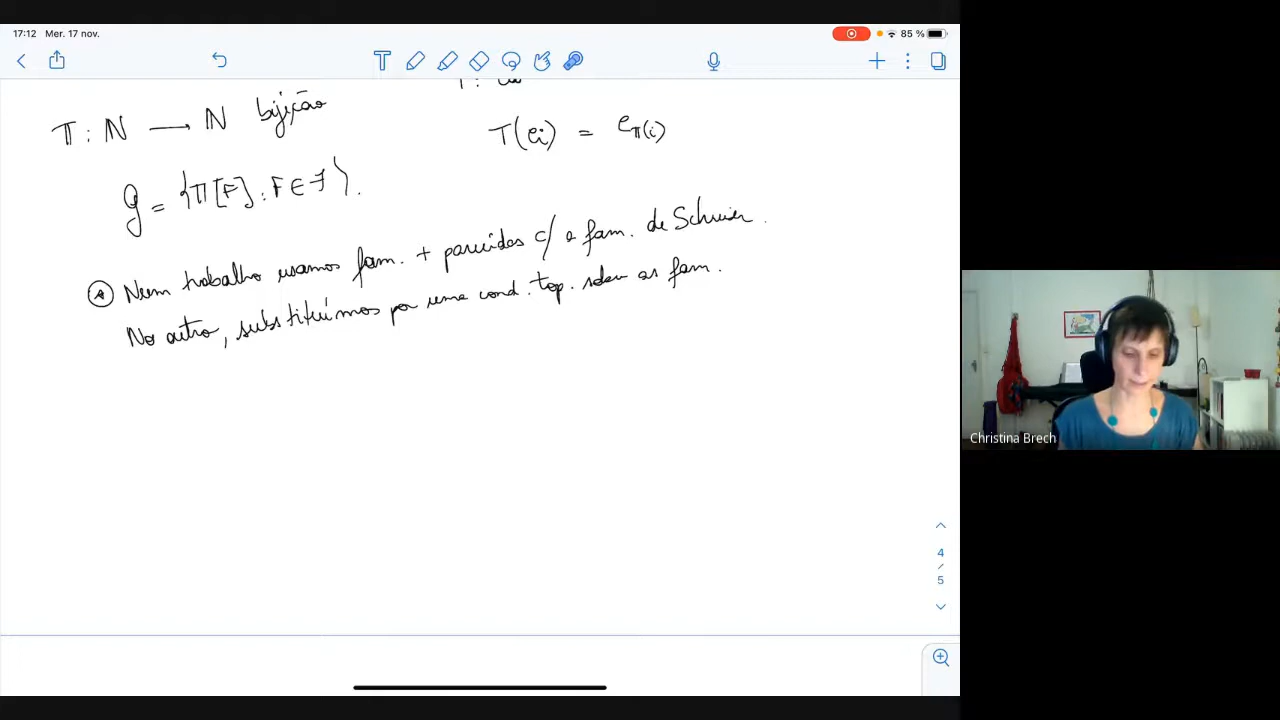 17:12 Mer. 17 nov.
85 %
π : N → N bijeção
T(ei) = eπ(i)
G = {π[F] : F ∈ F}.
Num trabalho usamos fam. + parecidas c/ a fam. de Schreier.
No outro, substituímos por uma cond. top. sobre as fam.
4
/
5
Christina Brech